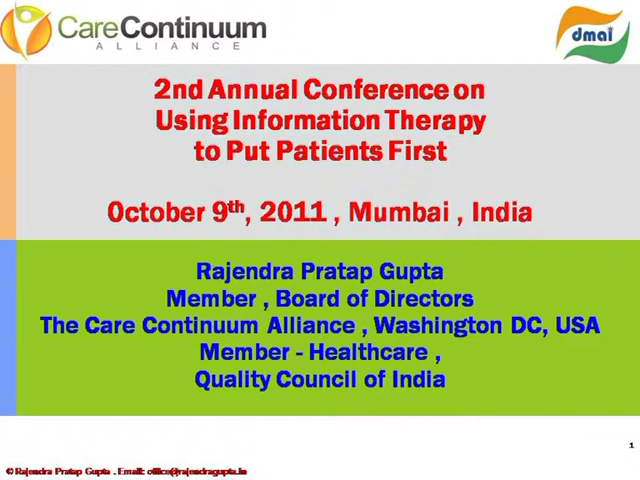 CareContinuum
ALLIANCE
dmai
2nd Annual Conference on
Using Information Therapy
to Put Patients First
October 9th, 2011 , Mumbai , India
Rajendra Pratap Gupta
Member , Board of Directors
The Care Continuum Alliance , Washington DC, USA
Member - Healthcare ,
Quality Council of India
1
© Rajendra Pratap Gupta . Email: office@rajendragupta.in